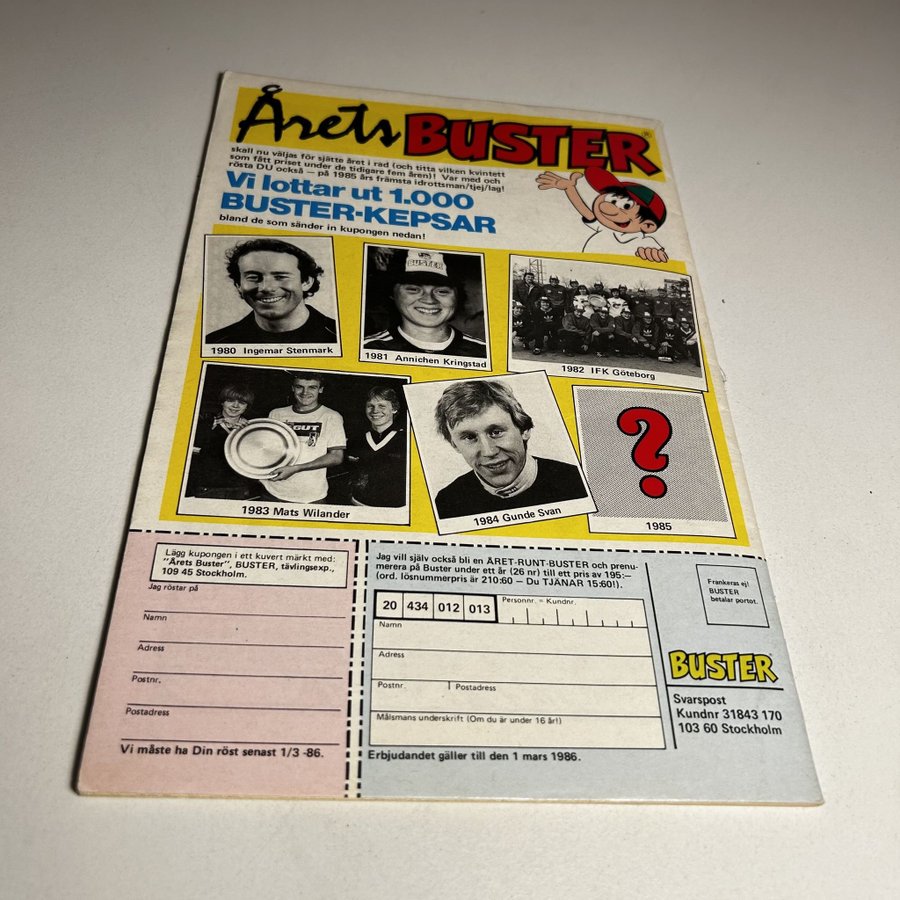 Årets BUSTER®
skall nu väljas för sjätte året i rad (och titta vilken kvintett
som fått priset under de tidigare fem åren)! Var med och
rösta DU också – på 1985 års främsta idrottsman/tjej/lag!
Vi lottar ut 1.000
BUSTER-KEPSAR
bland de som sänder in kupongen nedan!
BUSTER
1980 Ingemar Stenmark
1981 Annichen Kringstad
1982 IFK Göteborg
GUT
1983 Mats Wilander
1984 Gunde Svan
?
1985
Lägg kupongen i ett kuvert märkt med:
"Årets Buster", BUSTER, tävlingsexp.,
109 45 Stockholm.
Jag röstar på
Namn
Adress
Postnr.
Postadress
Vi måste ha Din röst senast 1/3 -86.
Jag vill själv också bli en ÅRET-RUNT-BUSTER och prenu-
merera på Buster under ett år (26 nr) till ett pris av 195:–
(ord. lösnummerpris är 210:60 – Du TJÄNAR 15:60!).
20 434 012 013
Personnr. = Kundnr.
Namn
Adress
Postnr. Postadress
Målsmans underskrift (Om du är under 16 år!)
Erbjudandet gäller till den 1 mars 1986.
Frankeras ej!
BUSTER
betalar portot.
BUSTER
Svarspost
Kundnr 31843 170
103 60 Stockholm